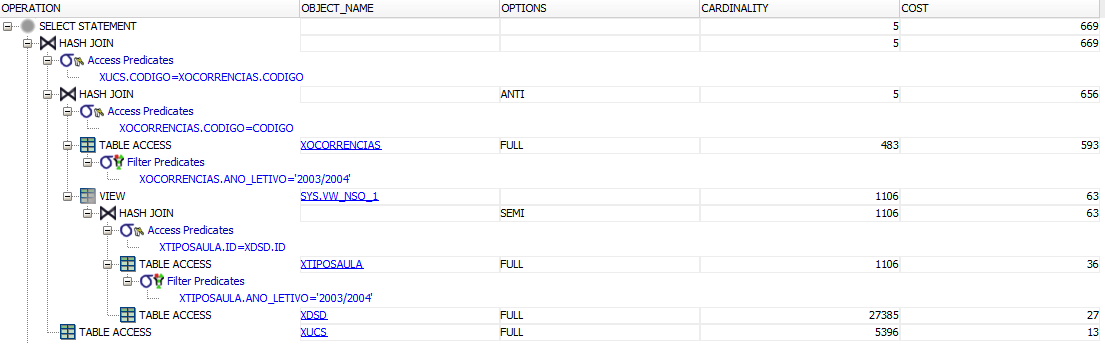 OPERATION OBJECT_NAME OPTIONS CARDINALITY COST
SELECT STATEMENT 5 669
HASH JOIN 5 669
Access Predicates
XUCS.CODIGO=XOCORRENCIAS.CODIGO
HASH JOIN ANTI 5 656
Access Predicates
XOCORRENCIAS.CODIGO=CODIGO
TABLE ACCESS XOCORRENCIAS FULL 483 593
Filter Predicates
XOCORRENCIAS.ANO_LETIVO='2003/2004'
VIEW SYS.VW_NSO_1 1106 63
HASH JOIN SEMI 1106 63
Access Predicates
XTIPOSAULA.ID=XDSD.ID
TABLE ACCESS XTIPOSAULA FULL 1106 36
Filter Predicates
XTIPOSAULA.ANO_LETIVO='2003/2004'
TABLE ACCESS XDSD FULL 27385 27
TABLE ACCESS XUCS FULL 5396 13